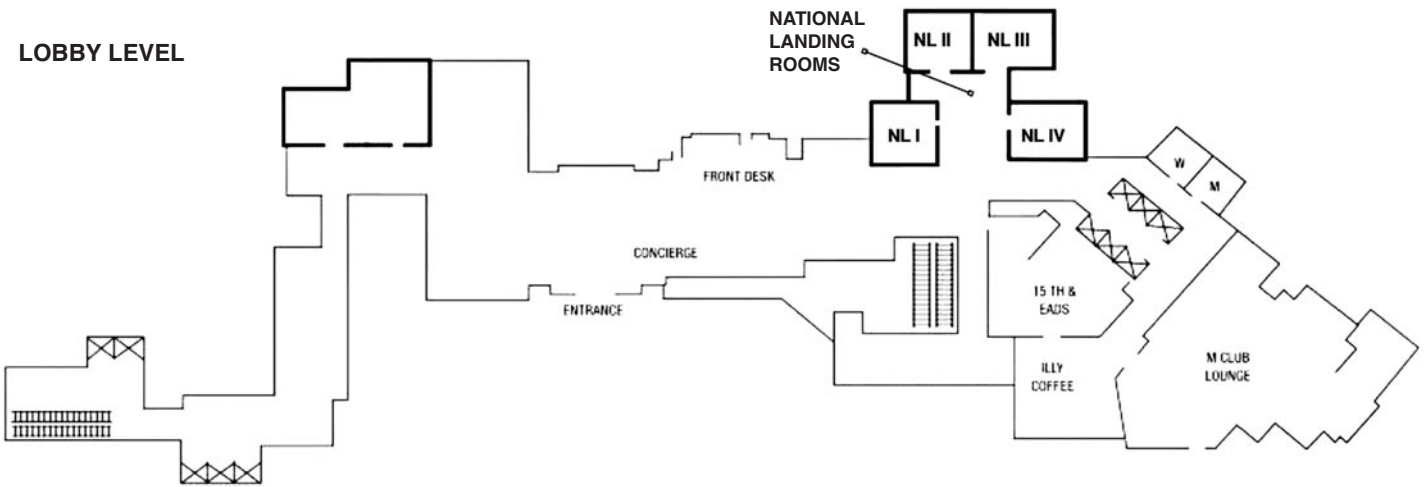 LOBBY LEVEL
NATIONAL
LANDING
ROOMS
NL II
NL III
NL I
NL IV
W
M
FRONT DESK
CONCIERGE
ENTRANCE
15 TH &
EADS
ILLY
COFFEE
M CLUB
LOUNGE